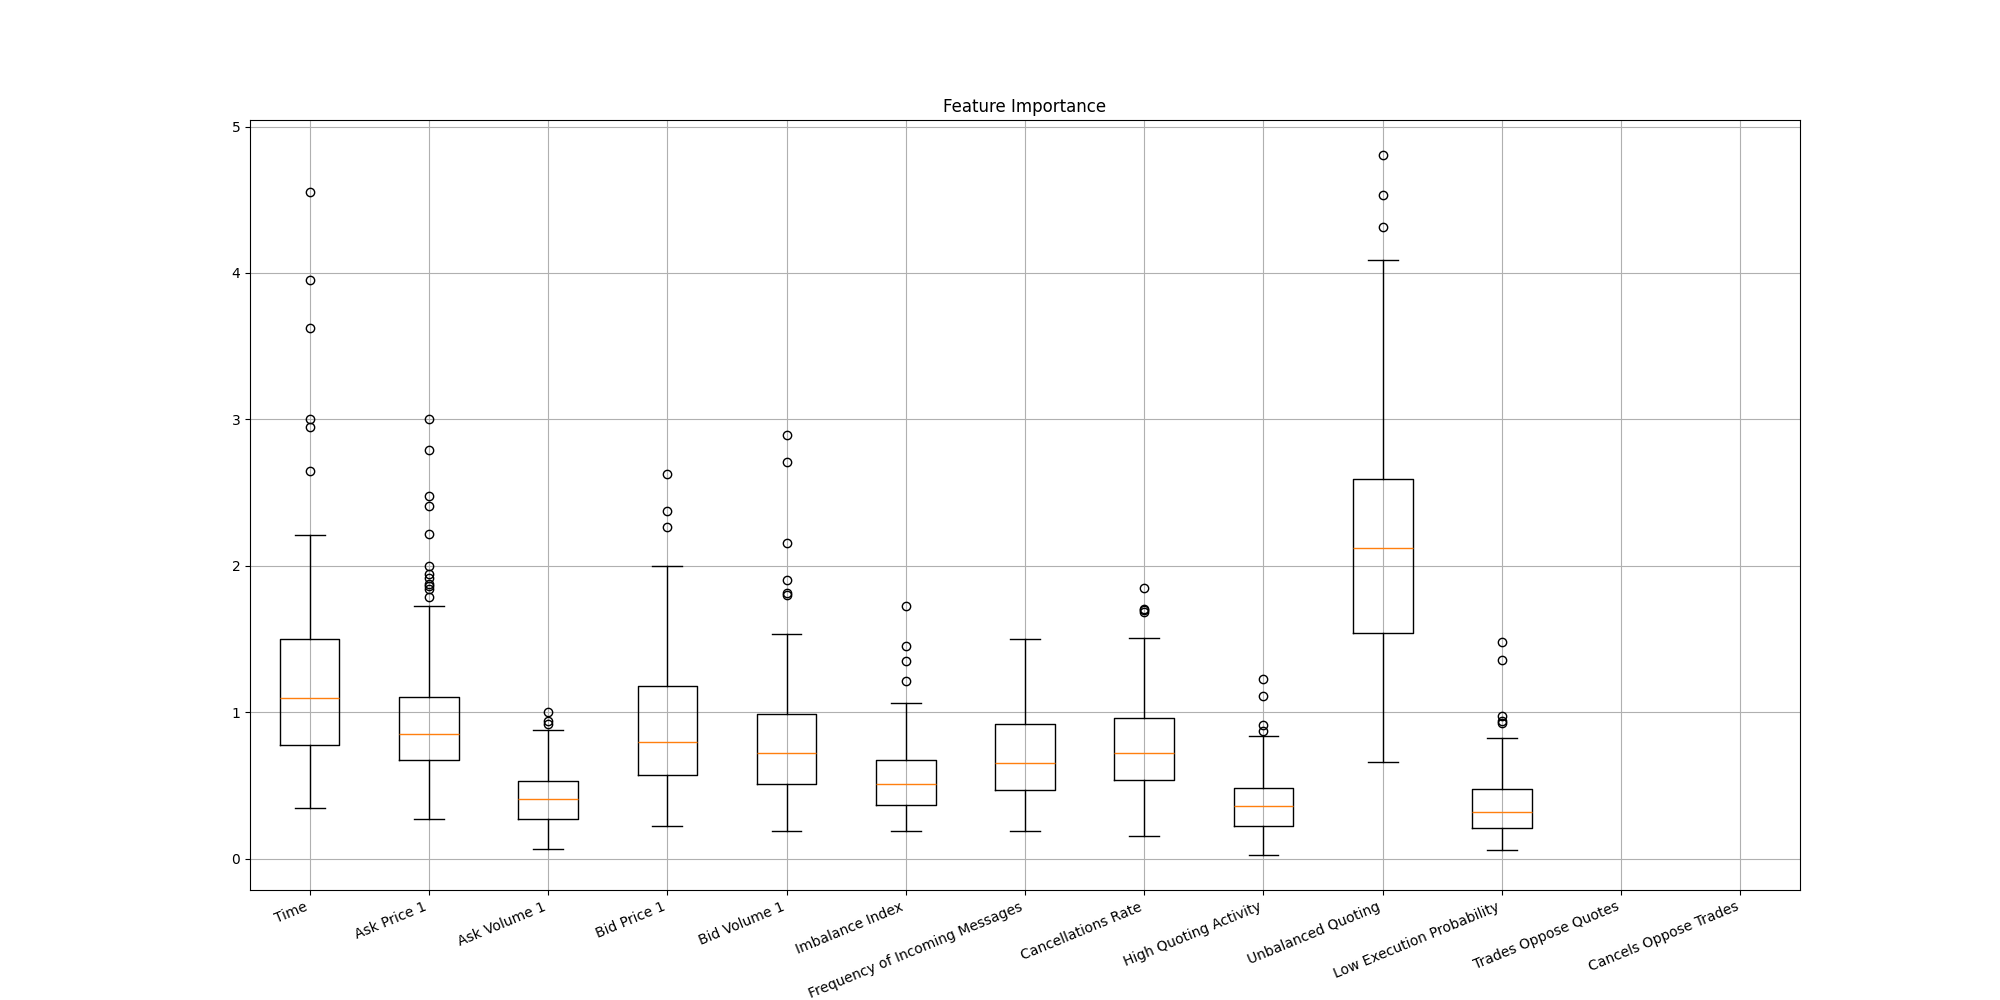 Feature Importance
5
4
3
2
1
0
Time
Ask Price 1
Ask Volume 1
Bid Price 1
Bid Volume 1
Imbalance Index
Frequency of Incoming Messages
Cancellations Rate
High Quoting Activity
Unbalanced Quoting
Low Execution Probability
Trades Oppose Quotes
Cancels Oppose Trades